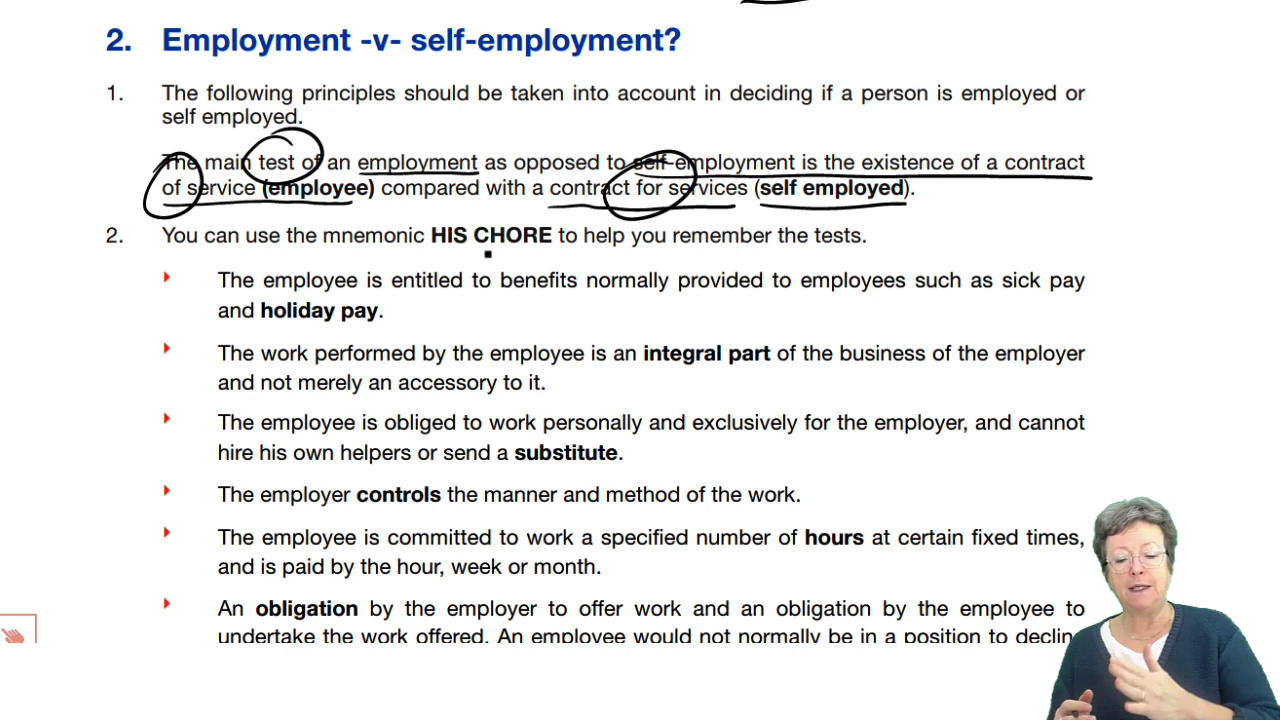 2. Employment -v- self-employment?
1. The following principles should be taken into account in deciding if a person is employed or
self employed.
The main test of an employment as opposed to self-employment is the existence of a contract
of service (employee) compared with a contract for services (self employed).
2. You can use the mnemonic HIS CHORE to help you remember the tests.
The employee is entitled to benefits normally provided to employees such as sick pay
and holiday pay.
The work performed by the employee is an integral part of the business of the employer
and not merely an accessory to it.
The employee is obliged to work personally and exclusively for the employer, and cannot
hire his own helpers or send a substitute.
The employer controls the manner and method of the work.
The employee is committed to work a specified number of hours at certain fixed times,
and is paid by the hour, week or month.
An obligation by the employer to offer work and an obligation by the employee to
undertake the work offered. An employee would not normally be in a position to